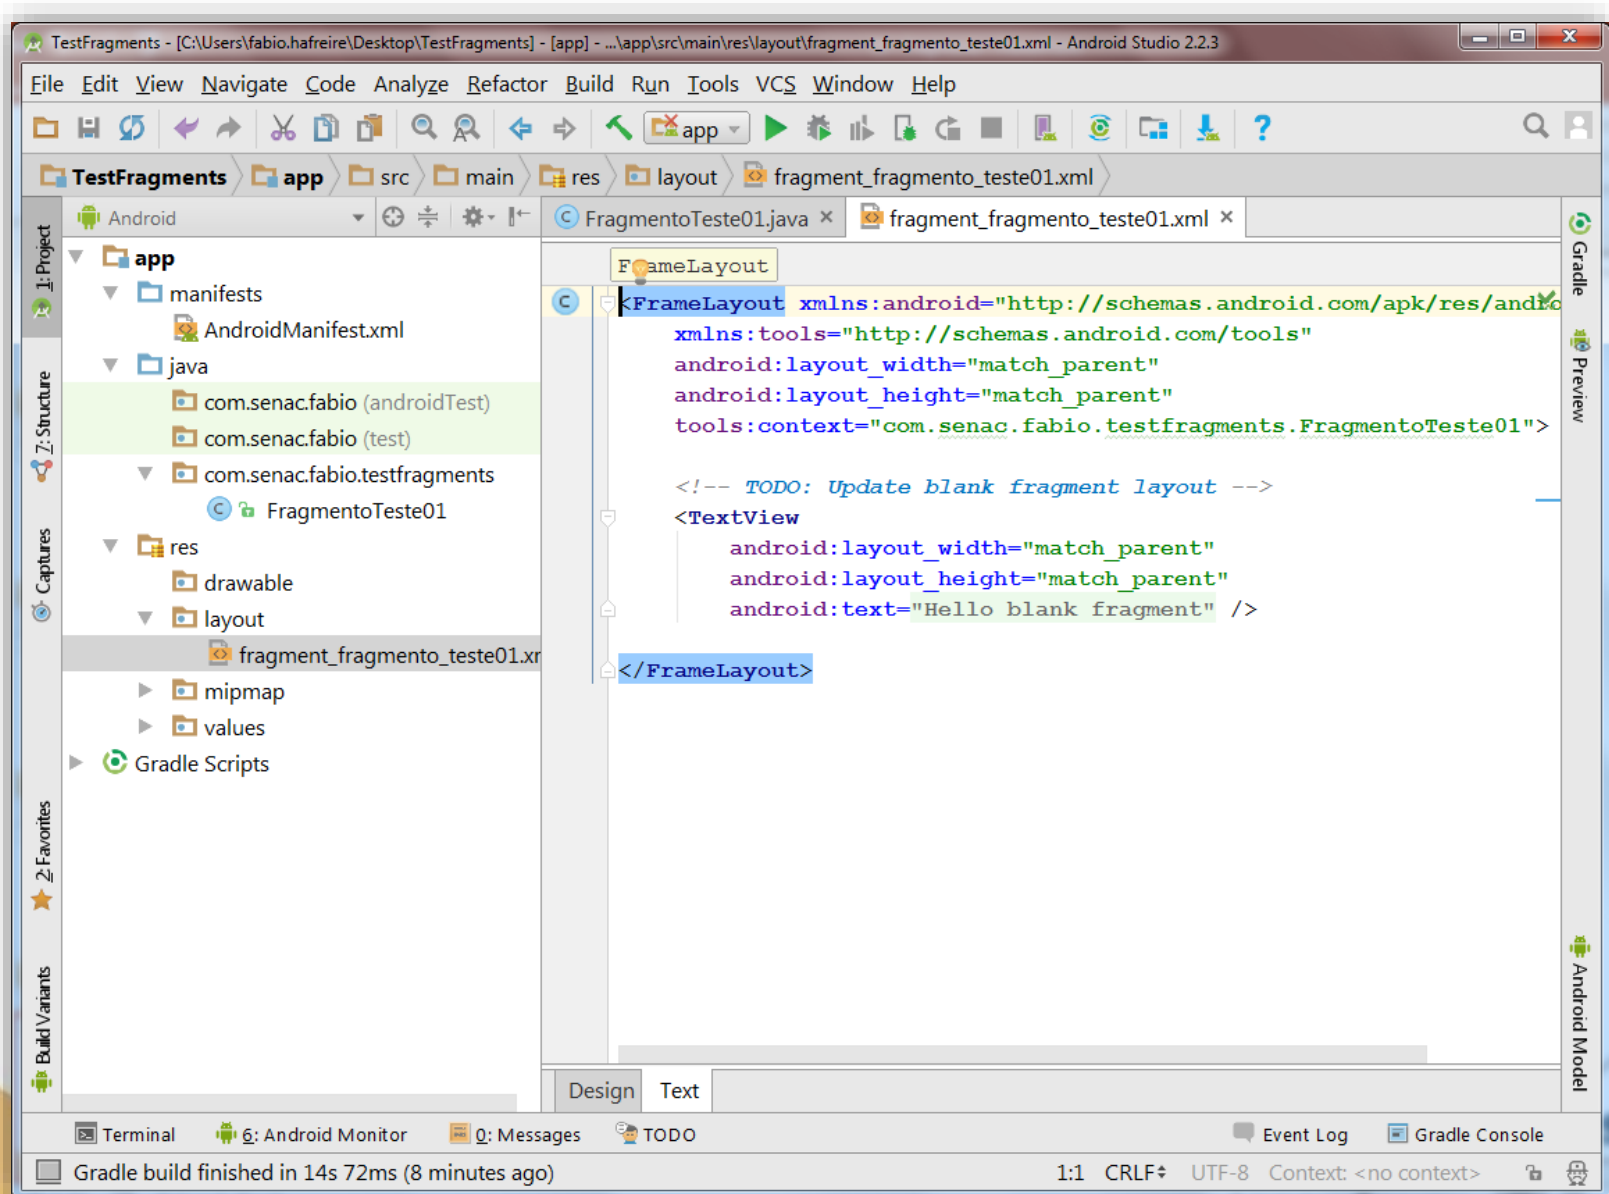 TestFragments - [C:\Users\fabio.hafreire\Desktop\TestFragments] - [app] - ...\app\src\main\res\layout\fragment_fragmento_teste01.xml - Android Studio 2.2.3
File Edit View Navigate Code Analyze Refactor Build Run Tools VCS Window Help
app
TestFragments app src main res layout fragment_fragmento_teste01.xml
Android
FragmentoTeste01.java
fragment_fragmento_teste01.xml
1: Project
7: Structure
Captures
2: Favorites
Build Variants
app
manifests
AndroidManifest.xml
java
com.senac.fabio (androidTest)
com.senac.fabio (test)
com.senac.fabio.testfragments
FragmentoTeste01
res
drawable
layout
fragment_fragmento_teste01.xr
mipmap
values
Gradle Scripts
FrameLayout
<FrameLayout xmlns:android="http://schemas.android.com/apk/res/andro
xmlns:tools="http://schemas.android.com/tools"
android:layout_width="match_parent"
android:layout_height="match_parent"
tools:context="com.senac.fabio.testfragments.FragmentoTeste01">
<!-- TODO: Update blank fragment layout -->
<TextView
android:layout_width="match_parent"
android:layout_height="match_parent"
android:text="Hello blank fragment" />
</FrameLayout>
Gradle
Preview
Android Model
Design Text
Terminal 6: Android Monitor 0: Messages TODO Event Log Gradle Console
Gradle build finished in 14s 72ms (8 minutes ago) 1:1 CRLF UTF-8 Context: <no context>